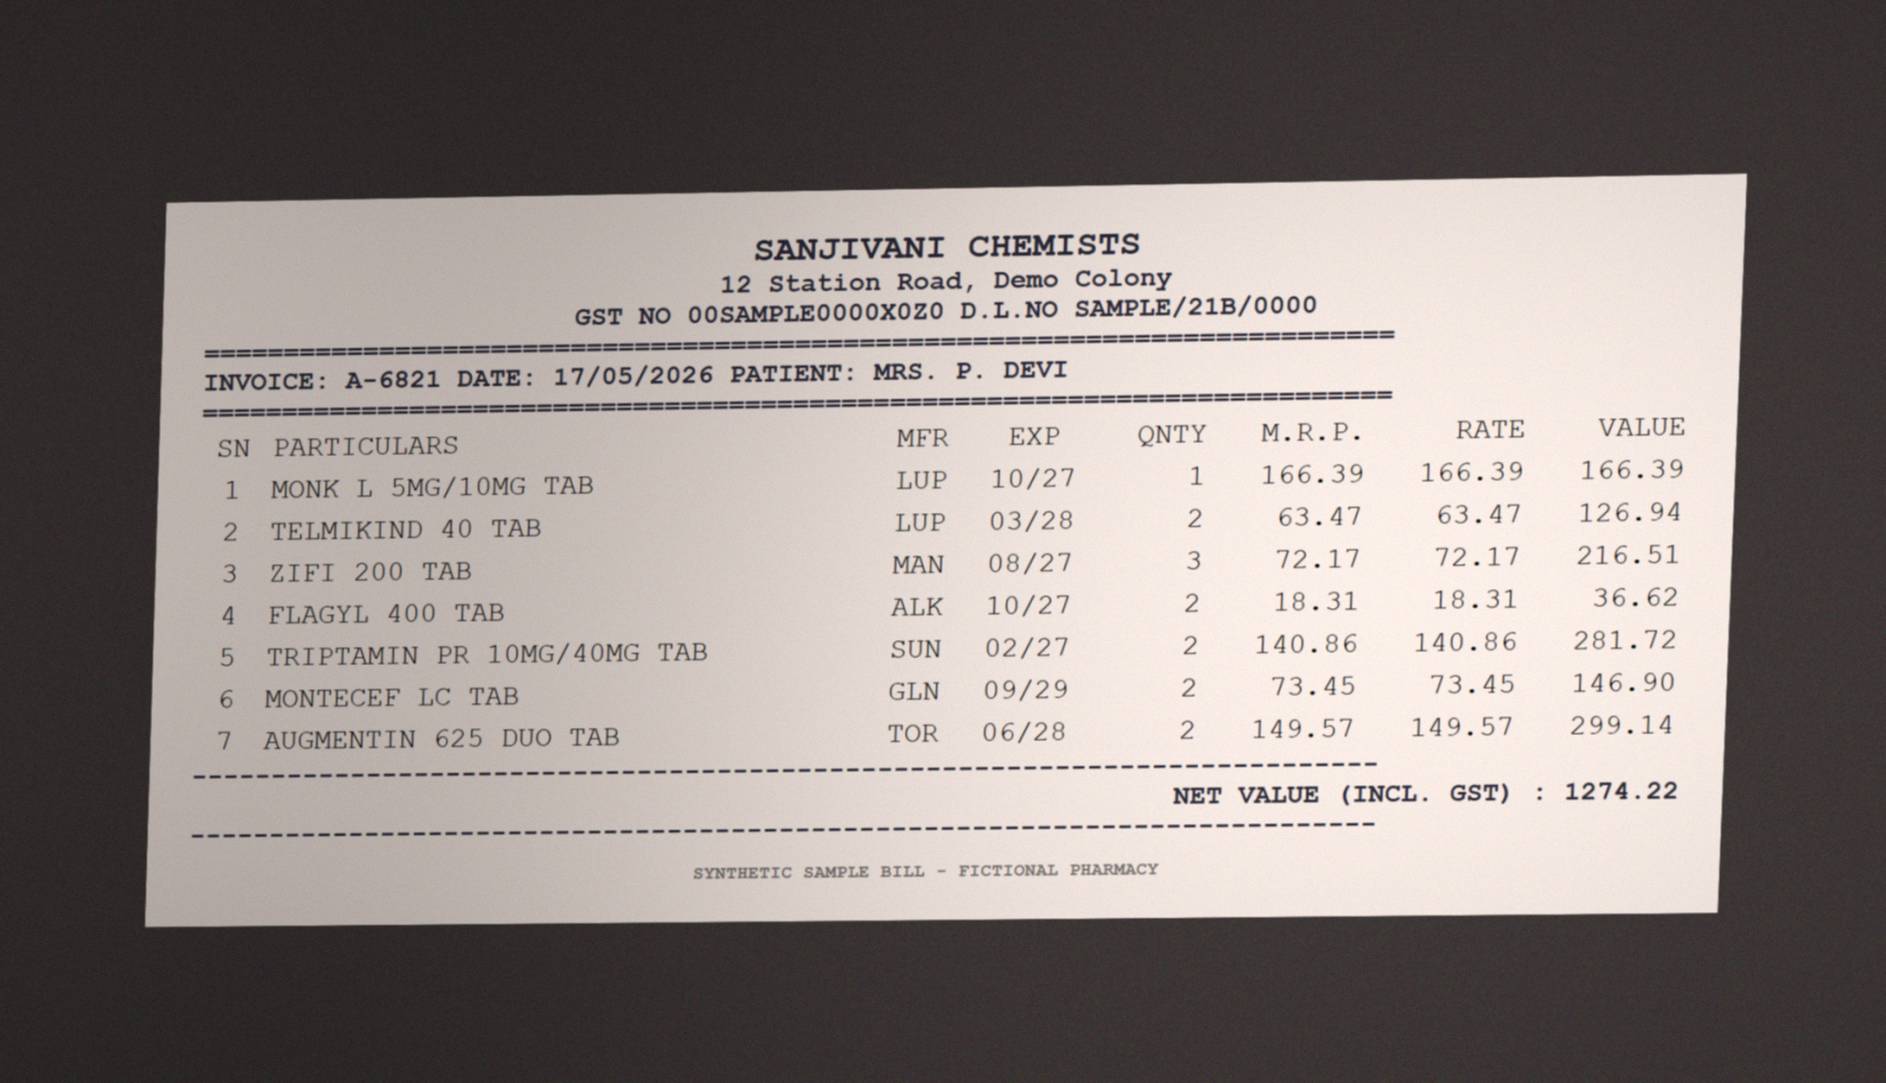 SANJIVANI CHEMISTS
12 Station Road, Demo Colony
GST NO 00SAMPLE0000X0Z0 D.L.NO SAMPLE/21B/0000
===========================================================================
INVOICE: A-6821 DATE: 17/05/2026 PATIENT: MRS. P. DEVI
===========================================================================
SN PARTICULARS MFR EXP QNTY M.R.P. RATE VALUE
1 MONK L 5MG/10MG TAB LUP 10/27 1 166.39 166.39 166.39
2 TELMIKIND 40 TAB LUP 03/28 2 63.47 63.47 126.94
3 ZIFI 200 TAB MAN 08/27 3 72.17 72.17 216.51
4 FLAGYL 400 TAB ALK 10/27 2 18.31 18.31 36.62
5 TRIPTAMIN PR 10MG/40MG TAB SUN 02/27 2 140.86 140.86 281.72
6 MONTECEF LC TAB GLN 09/29 2 73.45 73.45 146.90
7 AUGMENTIN 625 DUO TAB TOR 06/28 2 149.57 149.57 299.14
---------------------------------------------------------------------------
NET VALUE (INCL. GST) : 1274.22
---------------------------------------------------------------------------
SYNTHETIC SAMPLE BILL - FICTIONAL PHARMACY